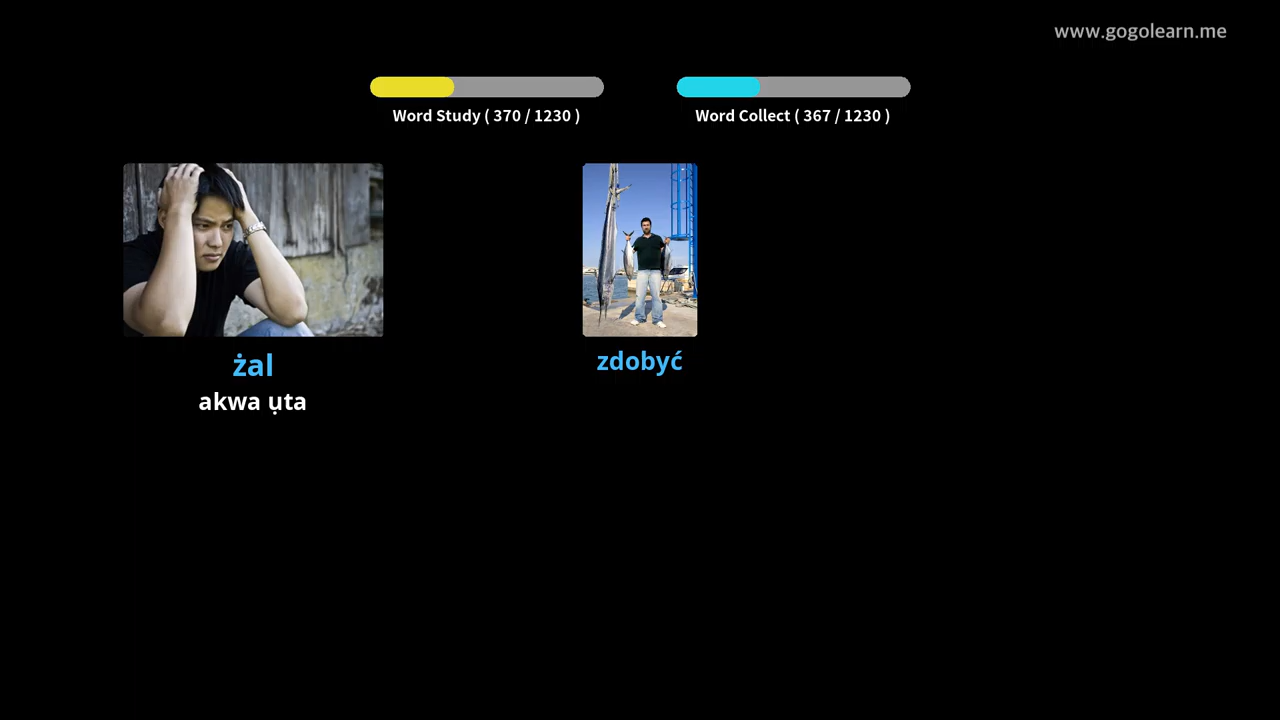 www.gogolearn.me
Word Study ( 370 / 1230 )
Word Collect ( 367 / 1230 )
żal
akwa ụta
zdobyć